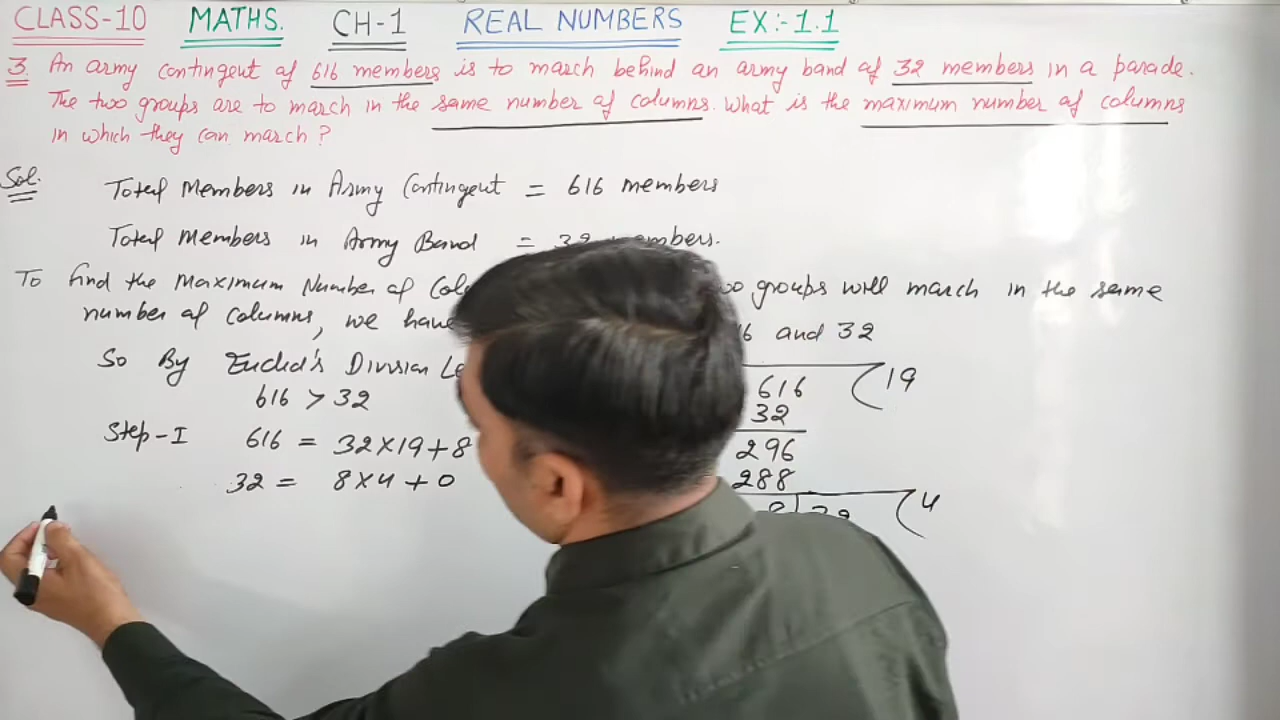 CLASS-10 MATHS. CH-1 REAL NUMBERS EX:-1.1
3. An army contingent of 616 members is to march behind an army band of 32 members in a parade.
The two groups are to march in the same number of columns. What is the maximum number of columns
in which they can march?
Sol.
Total Members in Army Contingent = 616 members
Total Members in Army Band = 32 members.
To find the Maximum Number of groups will march in the same
number of columns, we have and 32
So By Euclid's Division
616 > 32
616 19
32
Step-I 616 = 32×19+8
296
32 = 8×4+0
288
8 32 4